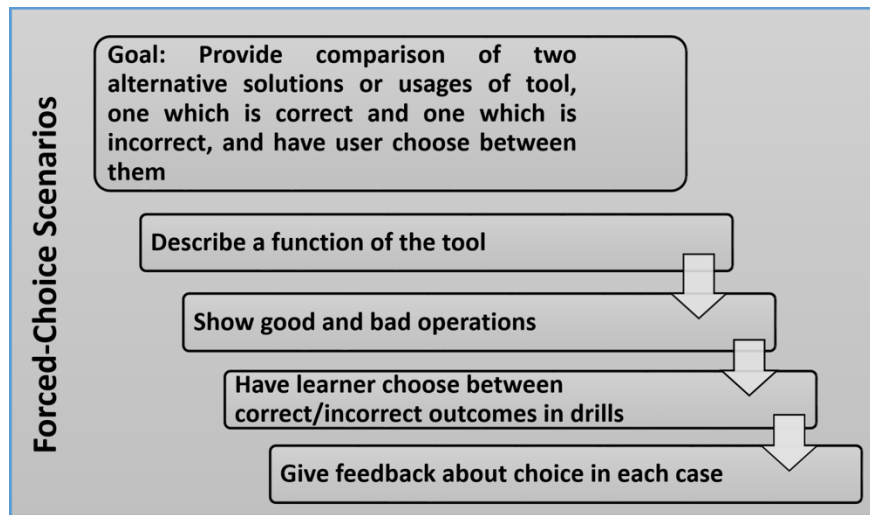 Forced-Choice Scenarios
Goal: Provide comparison of two
alternative solutions or usages of tool,
one which is correct and one which is
incorrect, and have user choose between
them
Describe a function of the tool
Show good and bad operations
Have learner choose between
correct/incorrect outcomes in drills
Give feedback about choice in each case